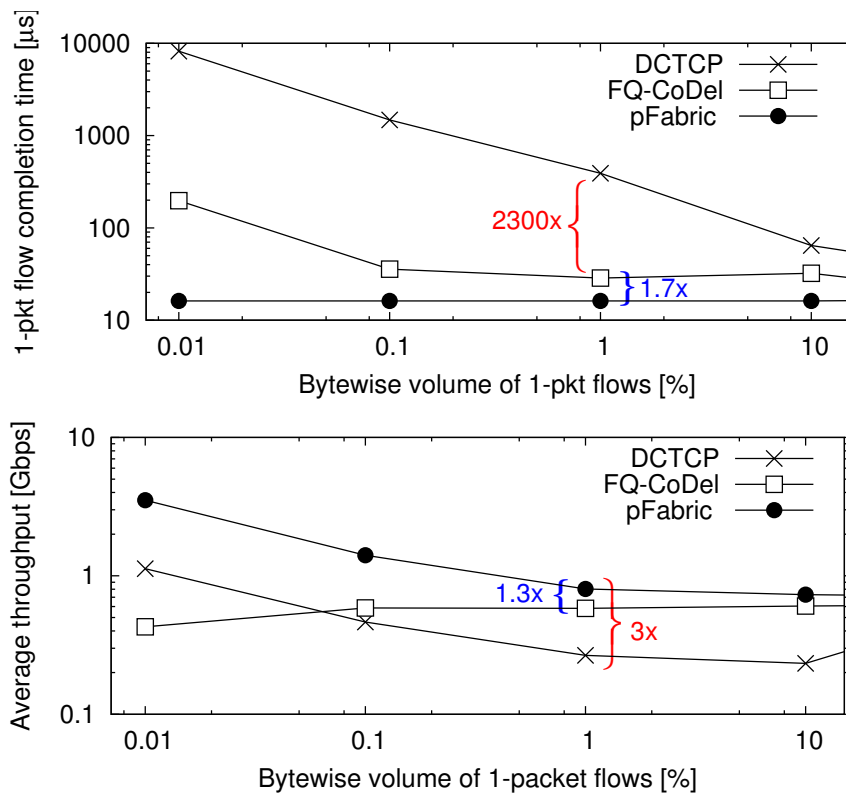 10000
1000
100
10
1-pkt flow completion time [µs]
DCTCP
FQ-CoDel
pFabric
2300x
1.7x
0.01
0.1
1
10
Bytewise volume of 1-pkt flows [%]
10
1
0.1
Average throughput [Gbps]
DCTCP
FQ-CoDel
pFabric
1.3x
3x
0.01
0.1
1
10
Bytewise volume of 1-packet flows [%]